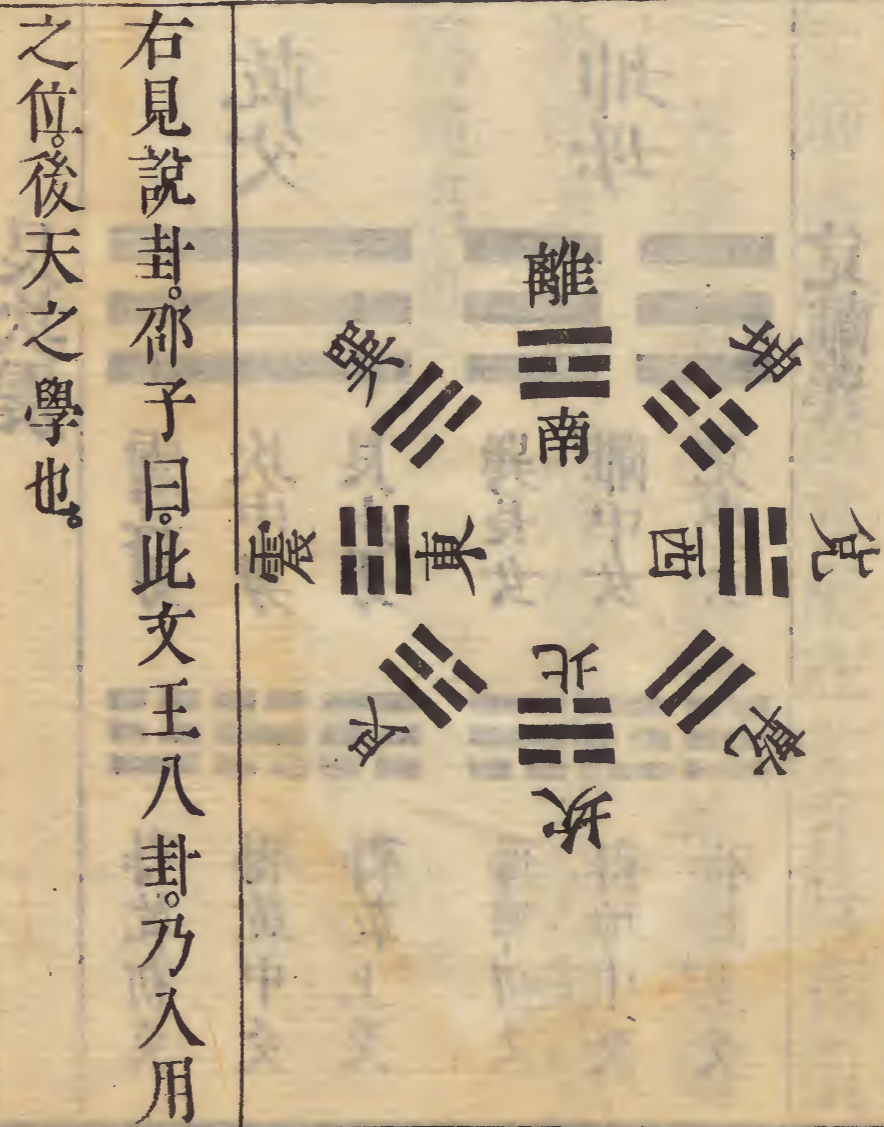 離
南
坤
兌
西
乾
坎
北
艮
震
東
巽
右見說卦。邵子曰。此文王八卦。乃入用
之位。後天之學也。